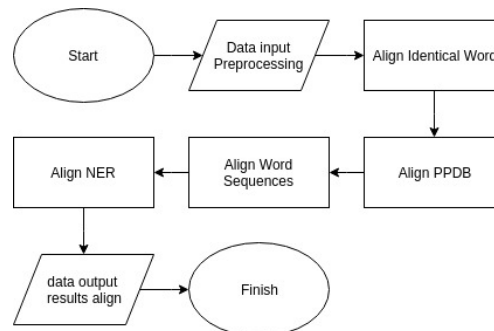 Start
Data input
Preprocessing
Align Identical Word
Align PPDB
Align Word
Sequences
Align NER
data output
results align
Finish